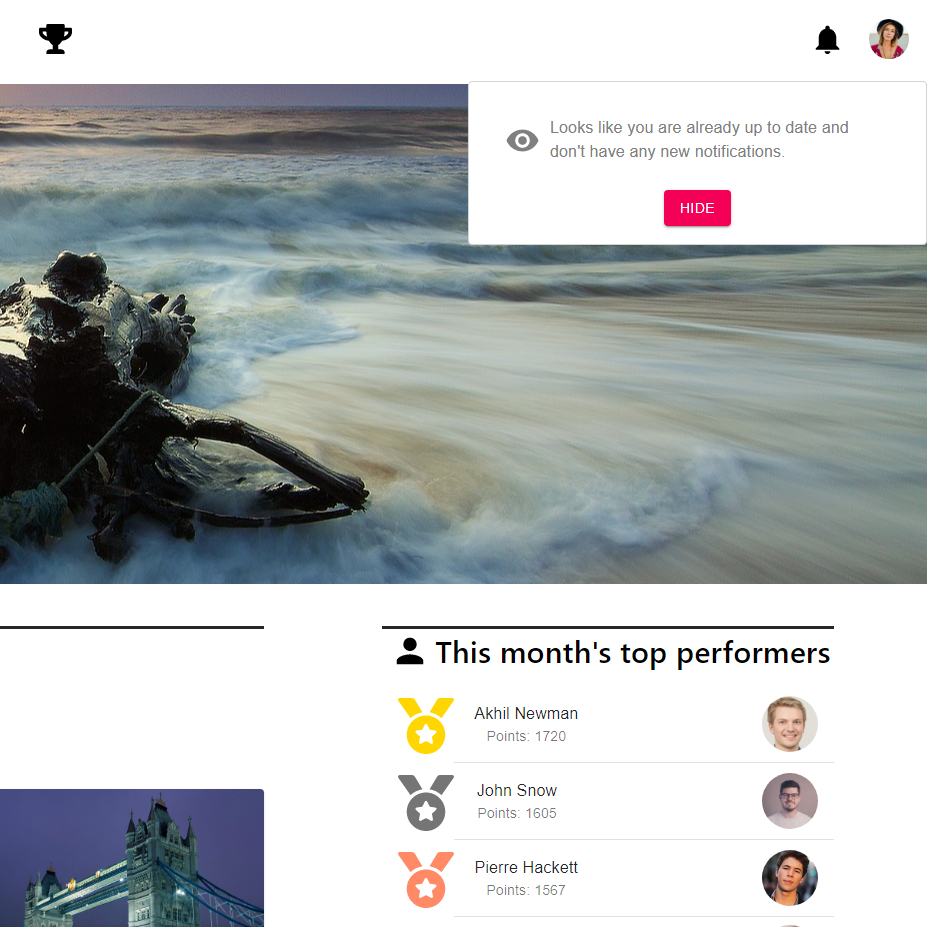 Looks like you are already up to date and
don't have any new notifications.
HIDE
This month's top performers
Akhil Newman
Points: 1720
John Snow
Points: 1605
Pierre Hackett
Points: 1567